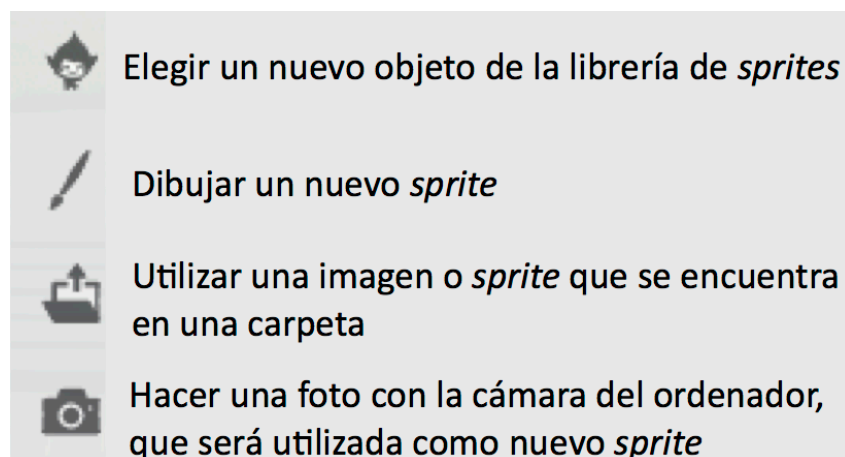 Elegir un nuevo objeto de la librería de sprites
Dibujar un nuevo sprite
Utilizar una imagen o sprite que se encuentra
en una carpeta
Hacer una foto con la cámara del ordenador,
que será utilizada como nuevo sprite